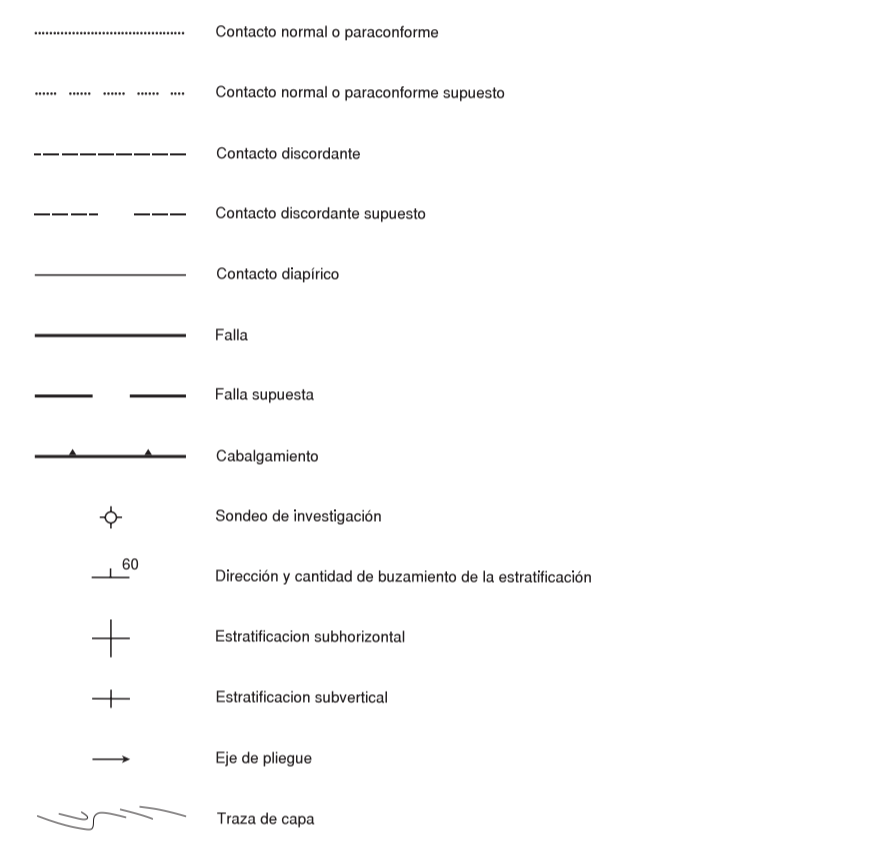 Contacto normal o paraconforme
Contacto normal o paraconforme supuesto
Contacto discordante
Contacto discordante supuesto
Contacto diapírico
Falla
Falla supuesta
Cabalgamiento
Sondeo de investigación
60
Dirección y cantidad de buzamiento de la estratificación
Estratificacion subhorizontal
Estratificacion subvertical
Eje de pliegue
Traza de capa